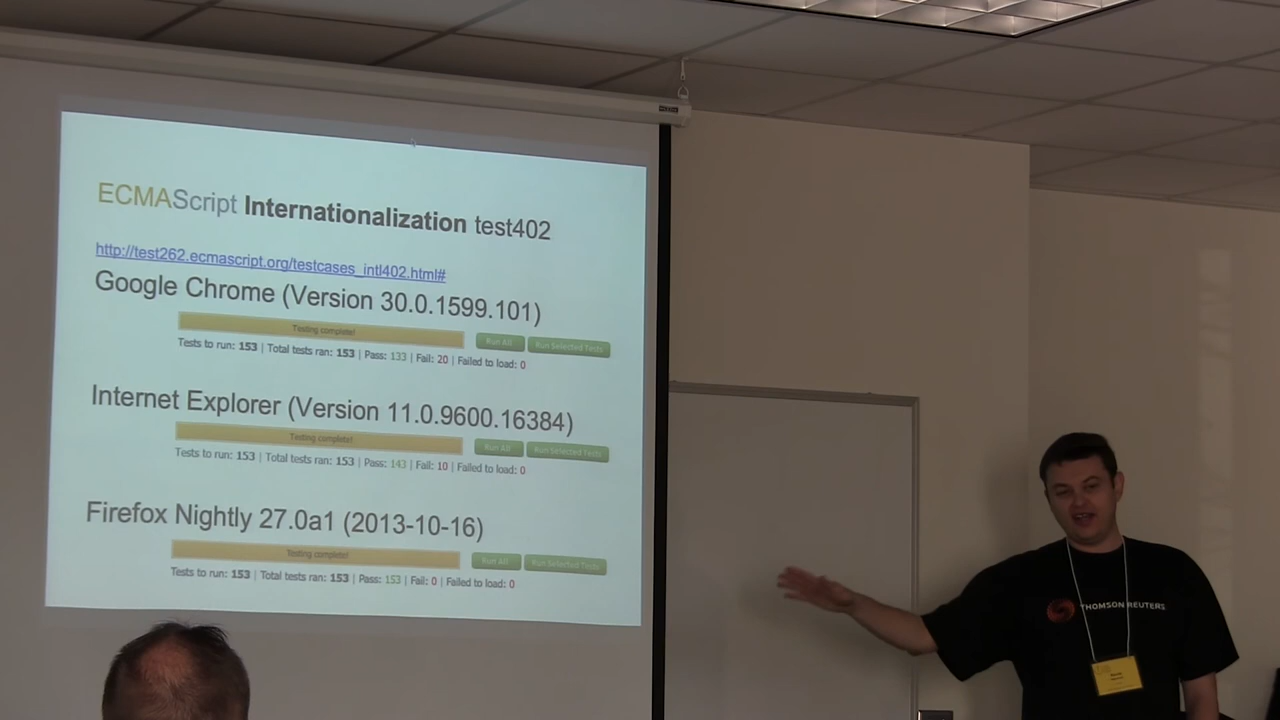 ECMAScript Internationalization test402
http://test262.ecmascript.org/testcases_intl402.html#
Google Chrome (Version 30.0.1599.101)
Testing complete!
Run All
Run Selected Tests
Tests to run: 153 | Total tests ran: 153 | Pass: 133 | Fail: 20 | Failed to load: 0
Internet Explorer (Version 11.0.9600.16384)
Testing complete!
Run All
Run Selected Tests
Tests to run: 153 | Total tests ran: 153 | Pass: 143 | Fail: 10 | Failed to load: 0
Firefox Nightly 27.0a1 (2013-10-16)
Testing complete!
Run All
Run Selected Tests
Tests to run: 153 | Total tests ran: 153 | Pass: 153 | Fail: 0 | Failed to load: 0
THOMSON REUTERS